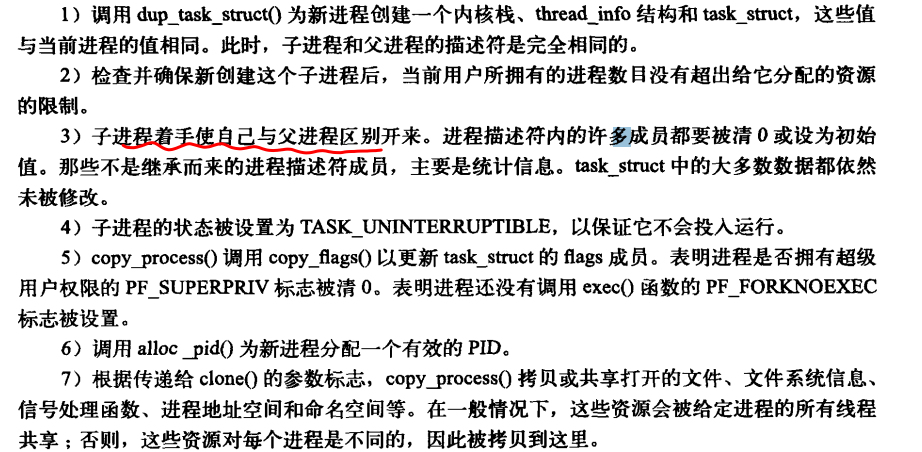 1）调用 dup_task_struct() 为新进程创建一个内核栈、thread_info 结构和 task_struct，这些值
与当前进程的值相同。此时，子进程和父进程的描述符是完全相同的。
2）检查并确保新创建这个子进程后，当前用户所拥有的进程数目没有超出给它分配的资源
的限制。
3）子进程着手使自己与父进程区别开来。进程描述符内的许多成员都要被清 0 或设为初始
值。那些不是继承而来的进程描述符成员，主要是统计信息。task_struct 中的大多数数据都依然
未被修改。
4）子进程的状态被设置为 TASK_UNINTERRUPTIBLE，以保证它不会投入运行。
5）copy_process() 调用 copy_flags() 以更新 task_struct 的 flags 成员。表明进程是否拥有超级
用户权限的 PF_SUPERPRIV 标志被清 0。表明进程还没有调用 exec() 函数的 PF_FORKNOEXEC
标志被设置。
6）调用 alloc _pid() 为新进程分配一个有效的 PID。
7）根据传递给 clone() 的参数标志，copy_process() 拷贝或共享打开的文件、文件系统信息、
信号处理函数、进程地址空间和命名空间等。在一般情况下，这些资源会被给定进程的所有线程
共享；否则，这些资源对每个进程是不同的，因此被拷贝到这里。